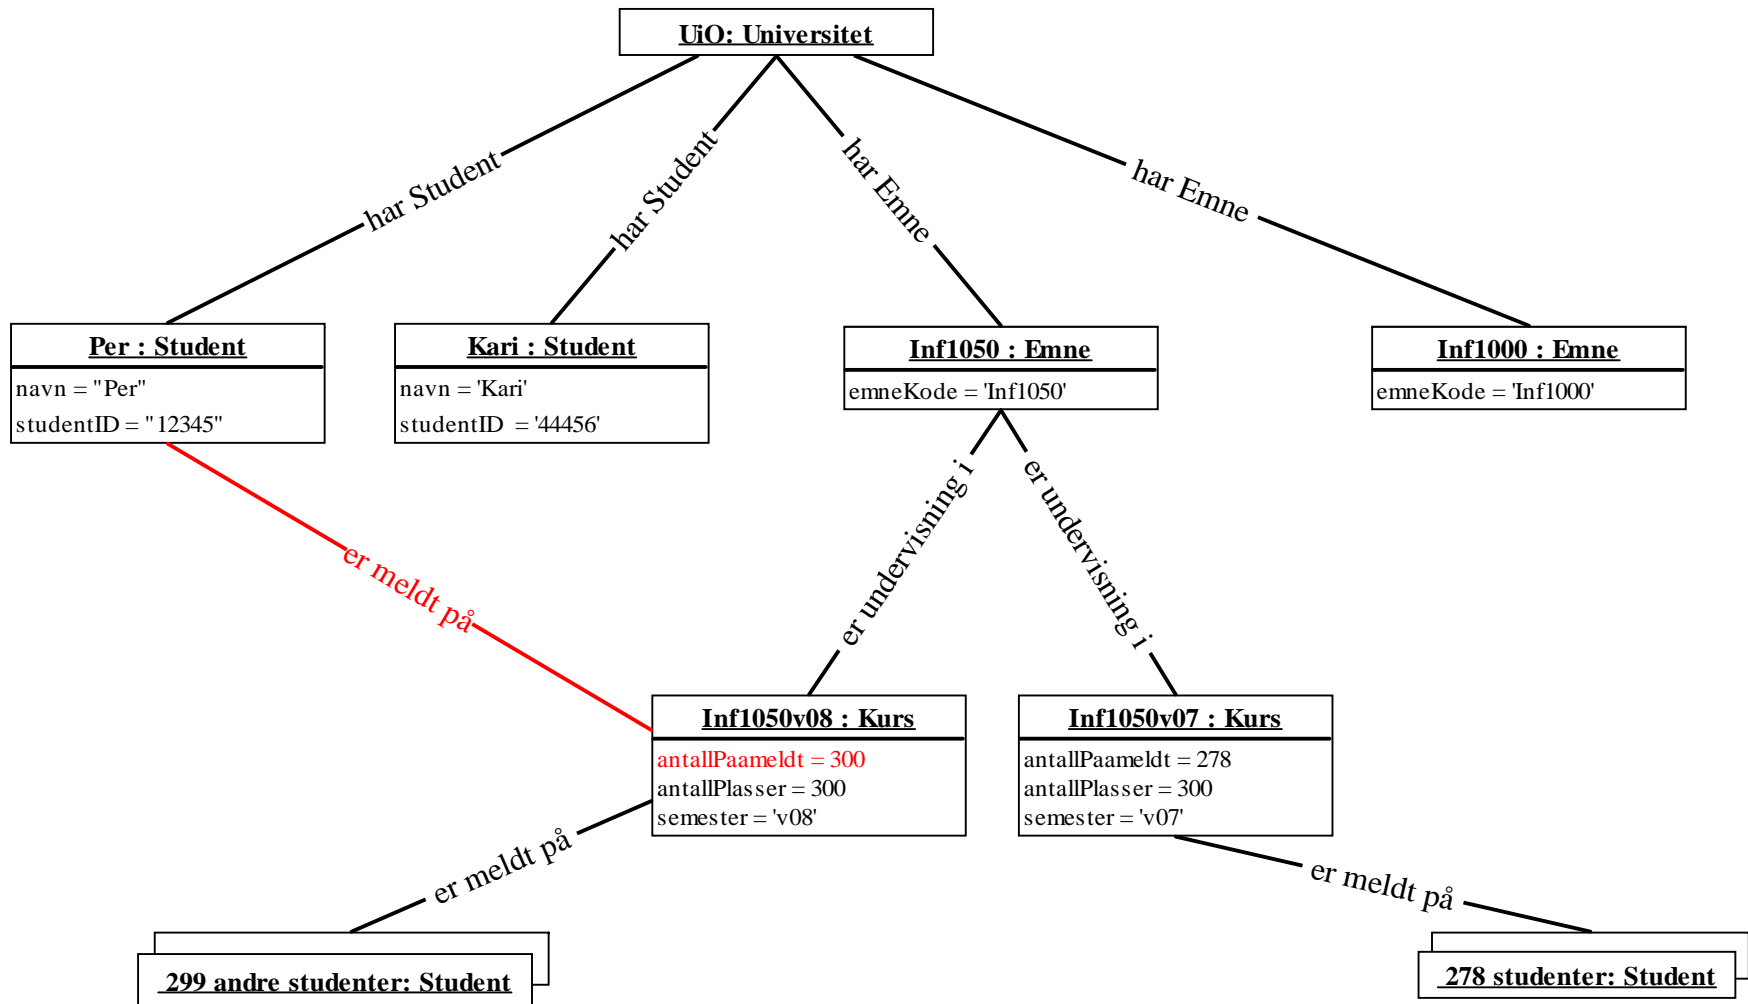 UiO: Universitet
har Student
har Student
har Emne
har Emne
Per : Student
navn = "Per"
studentID = "12345"
Kari : Student
navn = 'Kari'
studentID = '44456'
Inf1050 : Emne
emneKode = 'Inf1050'
Inf1000 : Emne
emneKode = 'Inf1000'
er meldt på
er undervisning i
er undervisning i
Inf1050v08 : Kurs
antallPaameldt = 300
antallPlasser = 300
semester = 'v08'
Inf1050v07 : Kurs
antallPaameldt = 278
antallPlasser = 300
semester = 'v07'
er meldt på
er meldt på
299 andre studenter: Student
278 studenter: Student